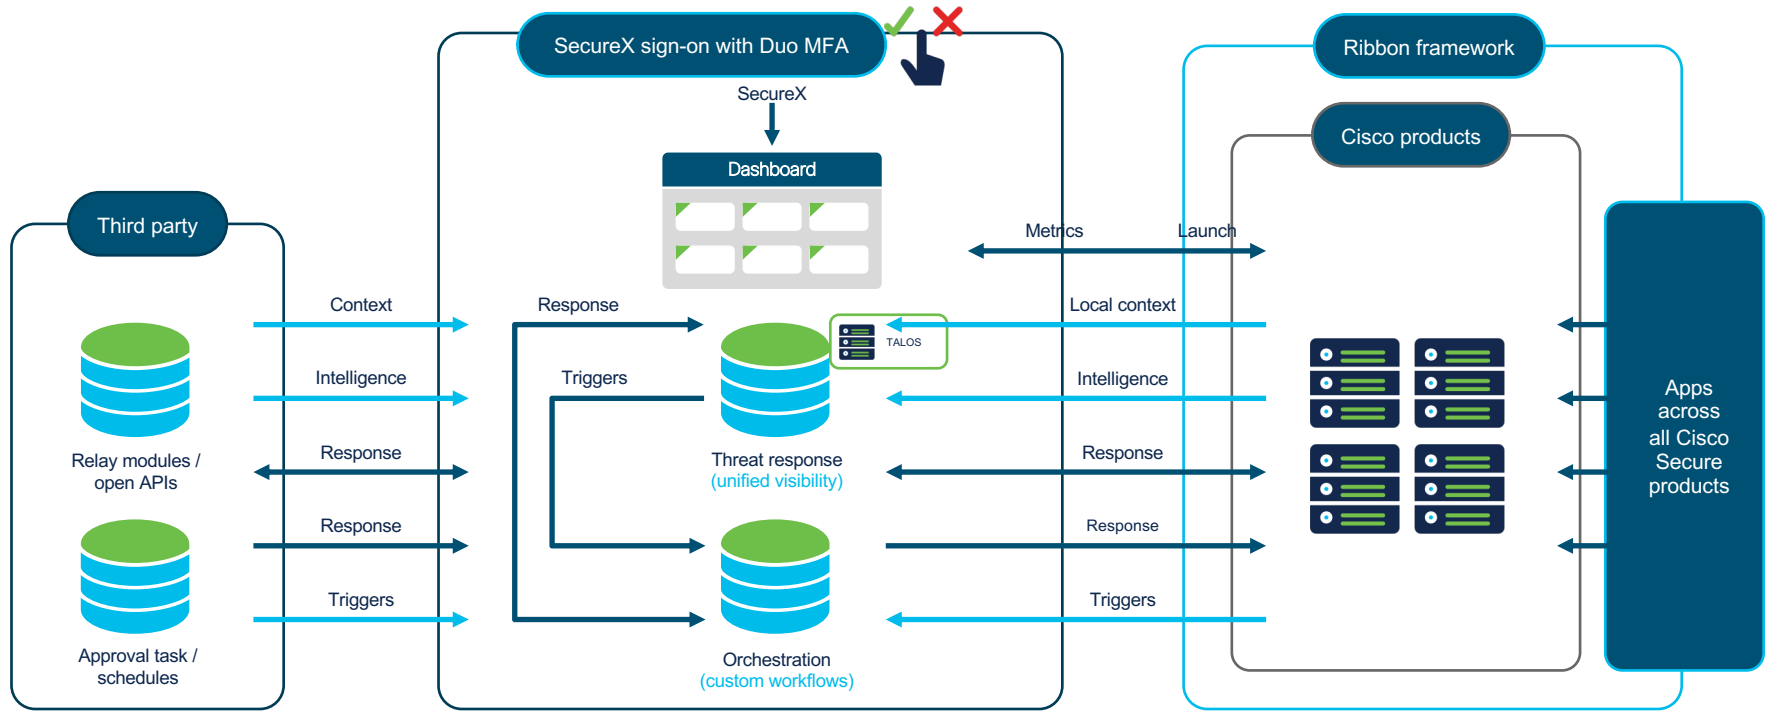 SecureX sign-on with Duo MFA
Ribbon framework
SecureX
Cisco products
Dashboard
Third party
Metrics
Launch
Context
Response
Local context
TALOS
Intelligence
Triggers
Intelligence
Apps
across
all Cisco
Secure
products
Relay modules /
open APIs
Response
Threat response
(unified visibility)
Response
Response
Response
Triggers
Triggers
Approval task /
schedules
Orchestration
(custom workflows)